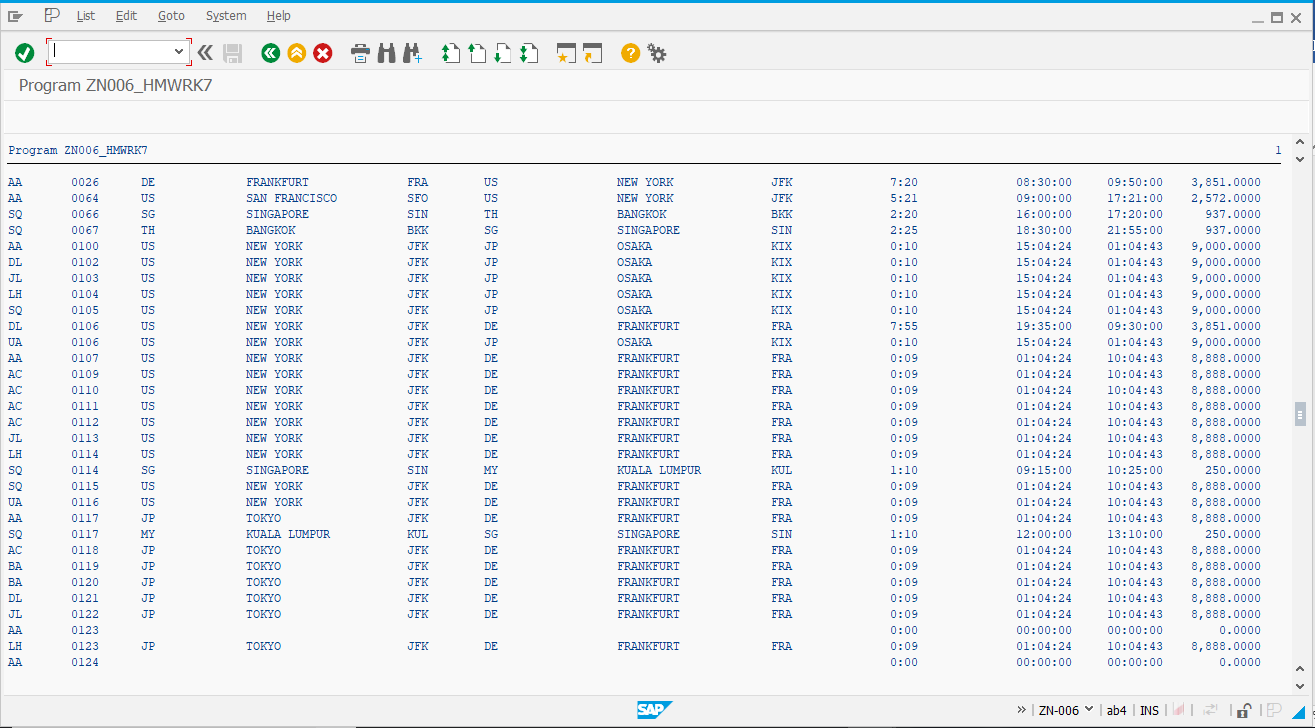 List Edit Goto System Help
Program ZN006_HMWRK7
Program ZN006_HMWRK7 1
AA 0026 DE FRANKFURT FRA US NEW YORK JFK 7:20 08:30:00 09:50:00 3,851.0000
AA 0064 US SAN FRANCISCO SFO US NEW YORK JFK 5:21 09:00:00 17:21:00 2,572.0000
SQ 0066 SG SINGAPORE SIN TH BANGKOK BKK 2:20 16:00:00 17:20:00 937.0000
SQ 0067 TH BANGKOK BKK SG SINGAPORE SIN 2:25 18:30:00 21:55:00 937.0000
AA 0100 US NEW YORK JFK JP OSAKA KIX 0:10 15:04:24 01:04:43 9,000.0000
DL 0102 US NEW YORK JFK JP OSAKA KIX 0:10 15:04:24 01:04:43 9,000.0000
JL 0103 US NEW YORK JFK JP OSAKA KIX 0:10 15:04:24 01:04:43 9,000.0000
LH 0104 US NEW YORK JFK JP OSAKA KIX 0:10 15:04:24 01:04:43 9,000.0000
SQ 0105 US NEW YORK JFK JP OSAKA KIX 0:10 15:04:24 01:04:43 9,000.0000
DL 0106 US NEW YORK JFK DE FRANKFURT FRA 7:55 19:35:00 09:30:00 3,851.0000
UA 0106 US NEW YORK JFK JP OSAKA KIX 0:10 15:04:24 01:04:43 9,000.0000
AA 0107 US NEW YORK JFK DE FRANKFURT FRA 0:09 01:04:24 10:04:43 8,888.0000
AC 0109 US NEW YORK JFK DE FRANKFURT FRA 0:09 01:04:24 10:04:43 8,888.0000
AC 0110 US NEW YORK JFK DE FRANKFURT FRA 0:09 01:04:24 10:04:43 8,888.0000
AC 0111 US NEW YORK JFK DE FRANKFURT FRA 0:09 01:04:24 10:04:43 8,888.0000
AC 0112 US NEW YORK JFK DE FRANKFURT FRA 0:09 01:04:24 10:04:43 8,888.0000
JL 0113 US NEW YORK JFK DE FRANKFURT FRA 0:09 01:04:24 10:04:43 8,888.0000
LH 0114 US NEW YORK JFK DE FRANKFURT FRA 0:09 01:04:24 10:04:43 8,888.0000
SQ 0114 SG SINGAPORE SIN MY KUALA LUMPUR KUL 1:10 09:15:00 10:25:00 250.0000
SQ 0115 US NEW YORK JFK DE FRANKFURT FRA 0:09 01:04:24 10:04:43 8,888.0000
UA 0116 US NEW YORK JFK DE FRANKFURT FRA 0:09 01:04:24 10:04:43 8,888.0000
AA 0117 JP TOKYO JFK DE FRANKFURT FRA 0:09 01:04:24 10:04:43 8,888.0000
SQ 0117 MY KUALA LUMPUR KUL SG SINGAPORE SIN 1:10 12:00:00 13:10:00 250.0000
AC 0118 JP TOKYO JFK DE FRANKFURT FRA 0:09 01:04:24 10:04:43 8,888.0000
BA 0119 JP TOKYO JFK DE FRANKFURT FRA 0:09 01:04:24 10:04:43 8,888.0000
BA 0120 JP TOKYO JFK DE FRANKFURT FRA 0:09 01:04:24 10:04:43 8,888.0000
DL 0121 JP TOKYO JFK DE FRANKFURT FRA 0:09 01:04:24 10:04:43 8,888.0000
JL 0122 JP TOKYO JFK DE FRANKFURT FRA 0:09 01:04:24 10:04:43 8,888.0000
AA 0123 0:00 00:00:00 00:00:00 0.0000
LH 0123 JP TOKYO JFK DE FRANKFURT FRA 0:09 01:04:24 10:04:43 8,888.0000
AA 0124 0:00 00:00:00 00:00:00 0.0000
SAP ZN-006 ab4 INS